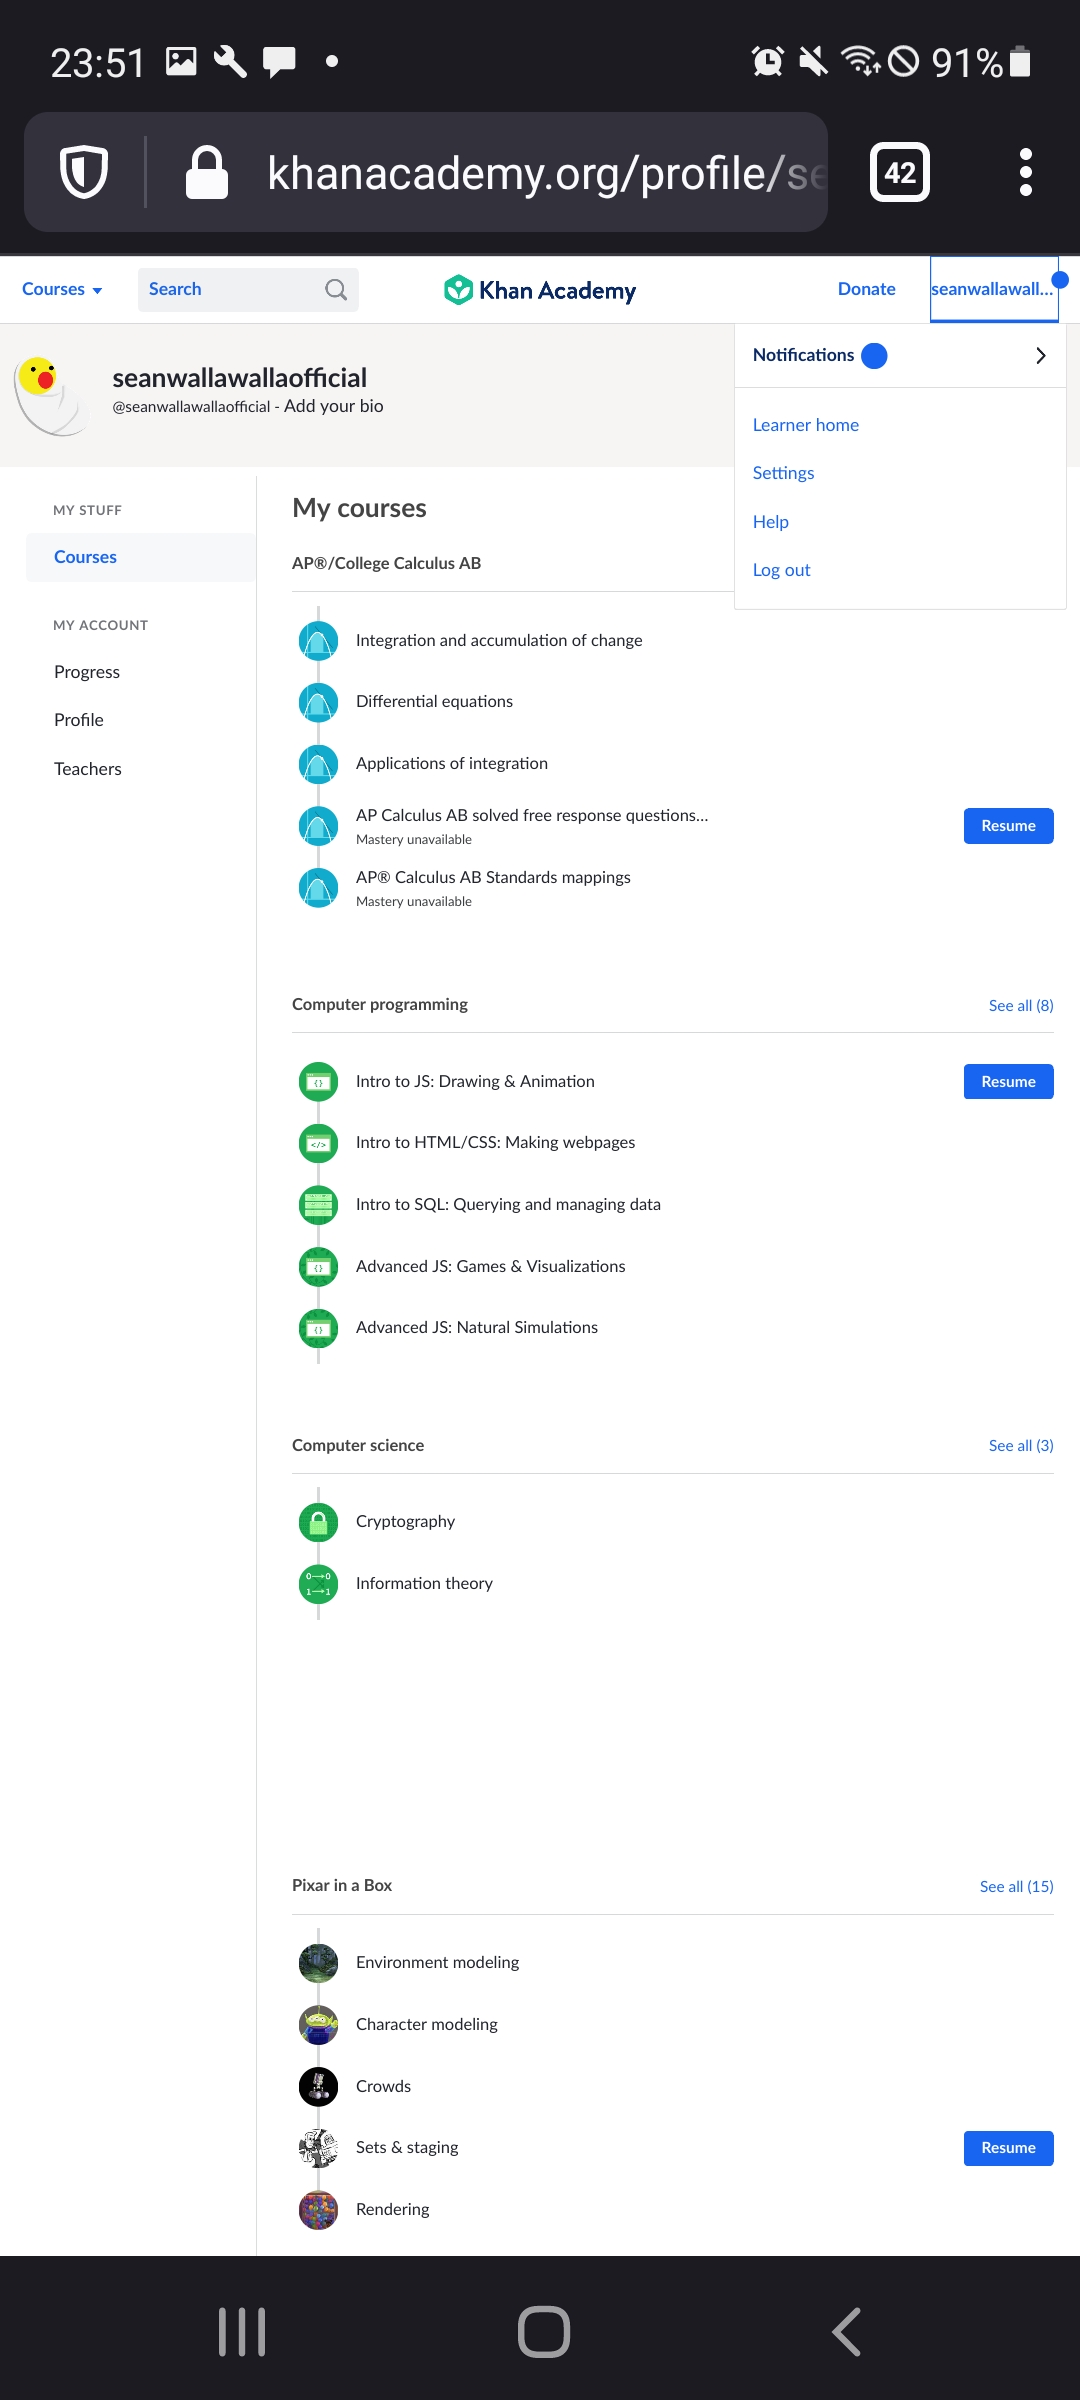 23:51
91%
khanacademy.org/profile/se
42
Courses
Search
Khan Academy
Donate
seanwallawall...
Notifications
Learner home
Settings
Help
Log out
seanwallawallaofficial
@seanwallawallaofficial - Add your bio
MY STUFF
Courses
MY ACCOUNT
Progress
Profile
Teachers
My courses
AP®/College Calculus AB
Integration and accumulation of change
Differential equations
Applications of integration
AP Calculus AB solved free response questions...
Mastery unavailable
Resume
AP® Calculus AB Standards mappings
Mastery unavailable
Computer programming
See all (8)
Intro to JS: Drawing & Animation
Resume
Intro to HTML/CSS: Making webpages
Intro to SQL: Querying and managing data
Advanced JS: Games & Visualizations
Advanced JS: Natural Simulations
Computer science
See all (3)
Cryptography
Information theory
Pixar in a Box
See all (15)
Environment modeling
Character modeling
Crowds
Sets & staging
Resume
Rendering